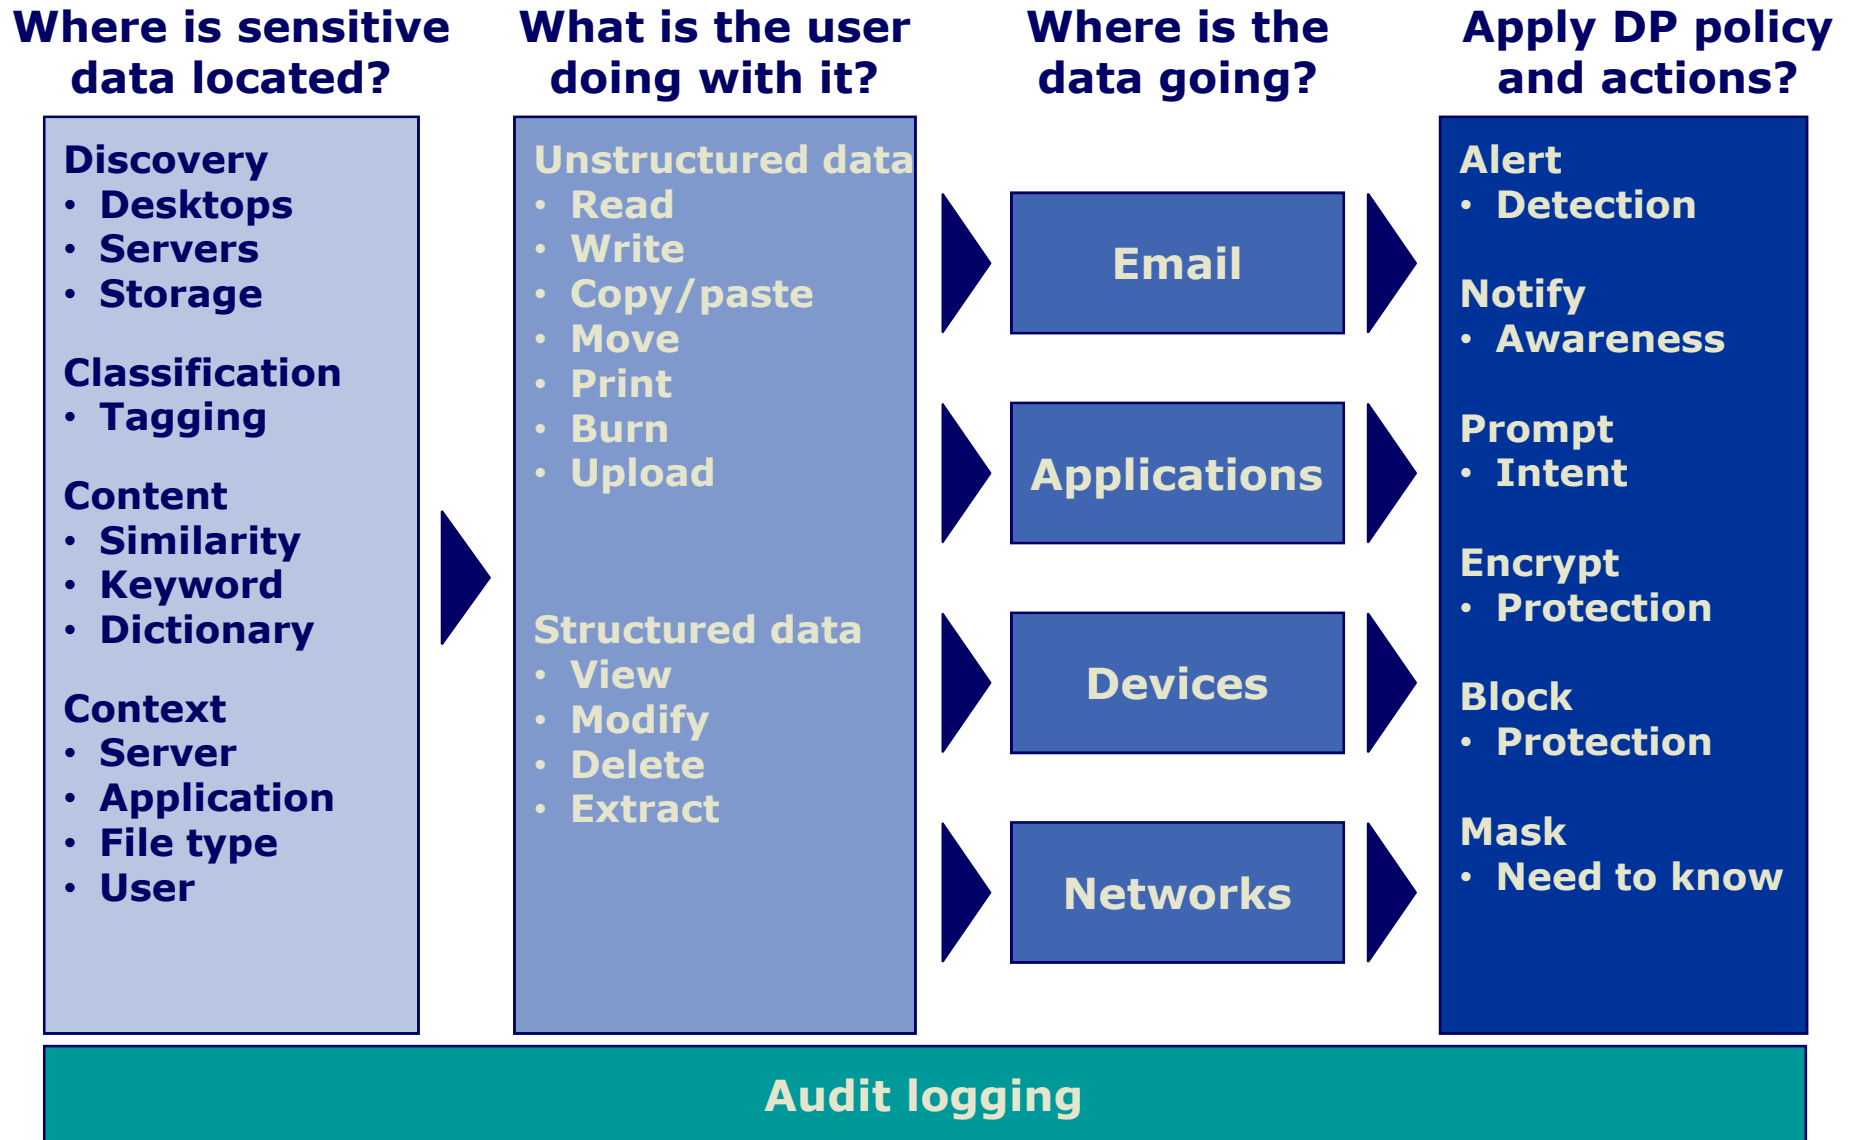 Where is sensitive
data located?
Discovery
• Desktops
• Servers
• Storage
Classification
• Tagging
Content
• Similarity
• Keyword
• Dictionary
Context
• Server
• Application
• File type
• User
What is the user
doing with it?
Unstructured data
• Read
• Write
• Copy/paste
• Move
• Print
• Burn
• Upload
Structured data
• View
• Modify
• Delete
• Extract
Where is the
data going?
Email
Applications
Devices
Networks
Apply DP policy
and actions?
Alert
• Detection
Notify
• Awareness
Prompt
• Intent
Encrypt
• Protection
Block
• Protection
Mask
• Need to know
Audit logging